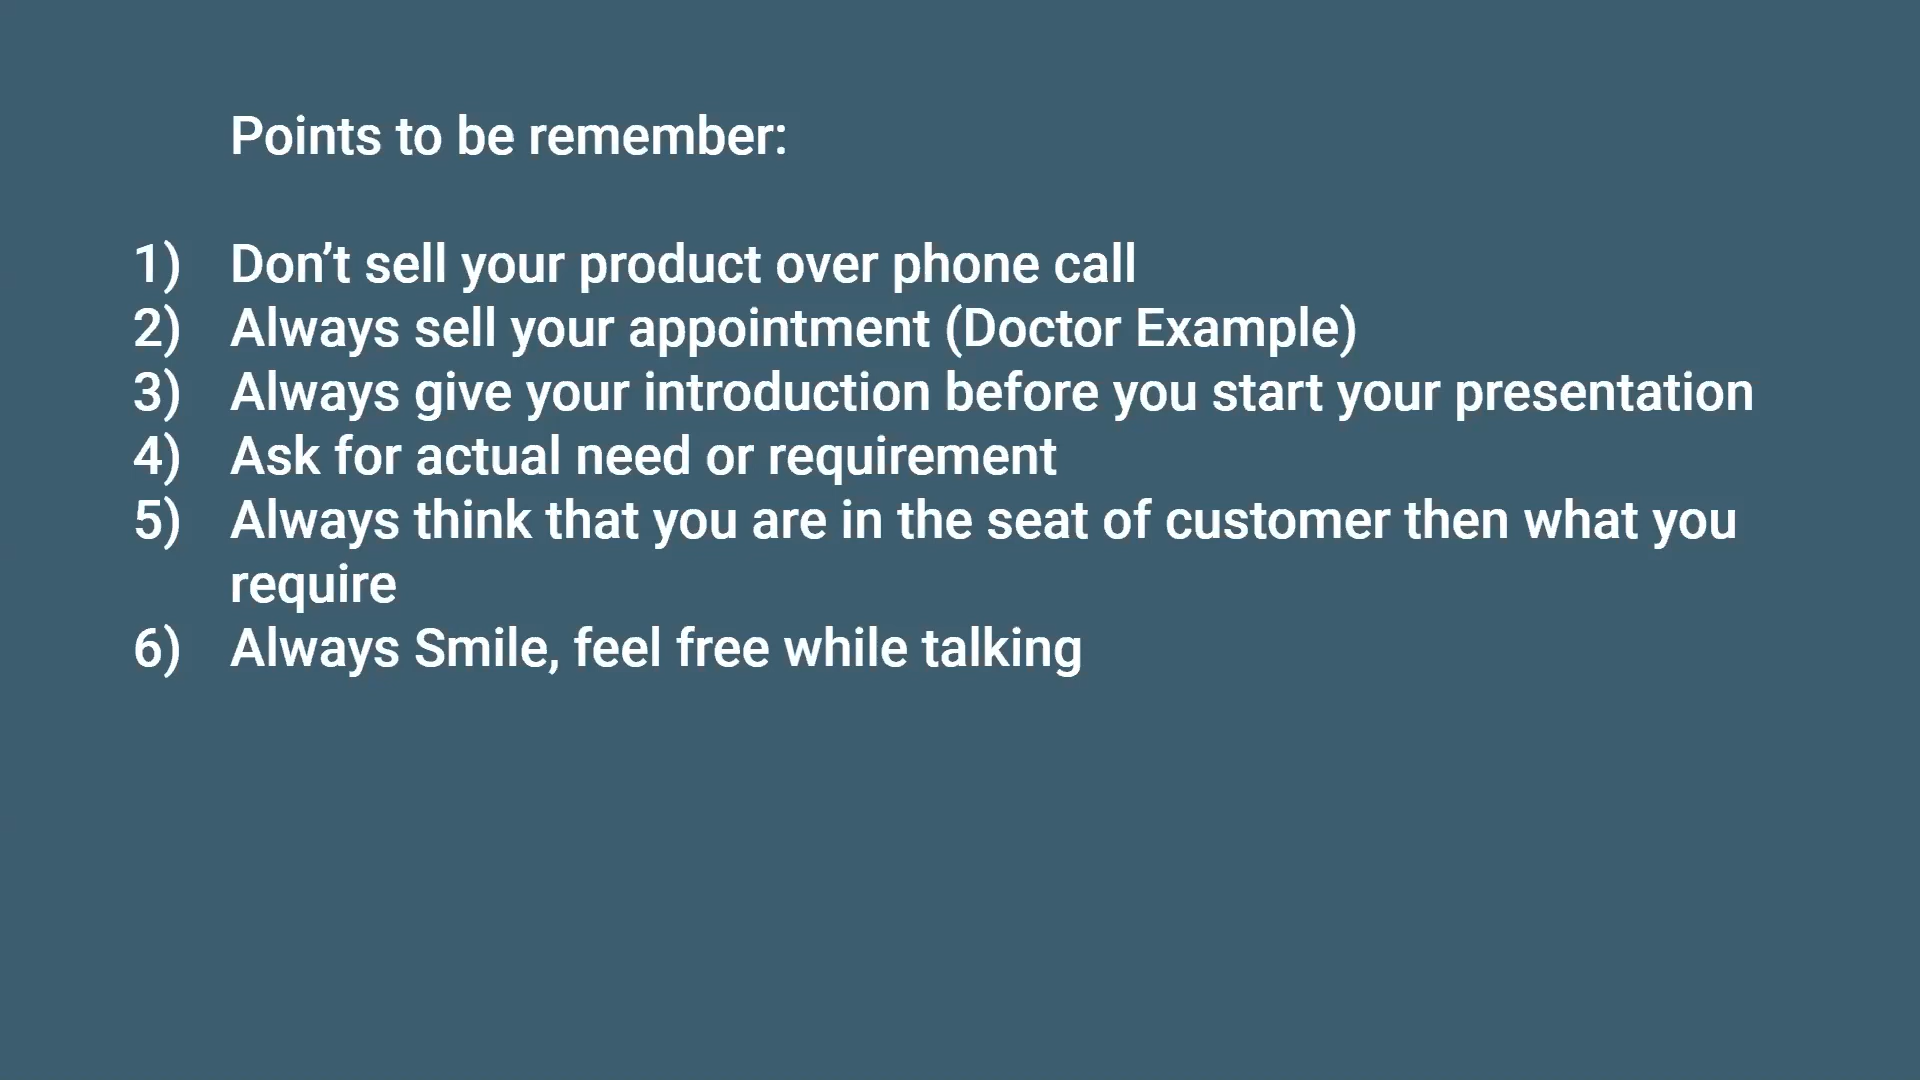 Points to be remember:
1) Don’t sell your product over phone call
2) Always sell your appointment (Doctor Example)
3) Always give your introduction before you start your presentation
4) Ask for actual need or requirement
5) Always think that you are in the seat of customer then what you
require
6) Always Smile, feel free while talking